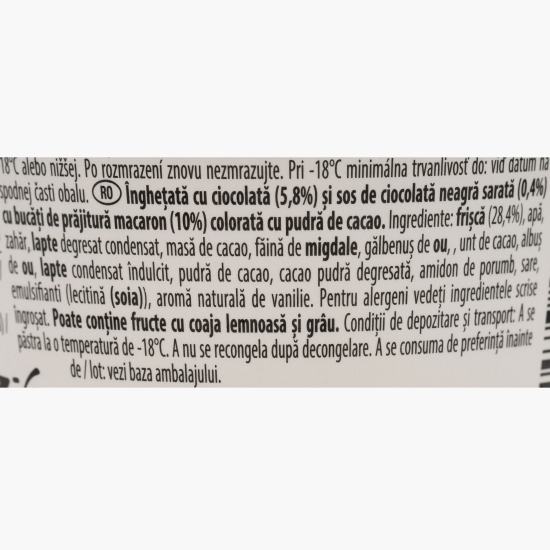 18°C alebo nižšej. Po rozmrazení znovu nezmrazujte. Pri -18°C minimálna trvanlivosť do: viď dátum na
spodnej časti obalu. RO Înghețată cu ciocolată (5,8%) și sos de ciocolată neagră sarată (0,4%)
cu bucăți de prăjitură macaron (10%) colorată cu pudră de cacao. Ingrediente: frișcă (28,4%), apă,
zahăr, lapte degresat condensat, masă de cacao, făină de migdale, gălbenuș de ou, , unt de cacao, albuș
de ou, lapte condensat îndulcit, pudră de cacao, cacao pudră degresată, amidon de porumb, sare,
emulsifianti (lecitină (soia)), aromă naturală de vanilie. Pentru alergeni vedeți ingredientele scrise
îngroșat. Poate conține fructe cu coaja lemnoasă și grâu. Condiții de depozitare și transport: A se
păstra la o temperatură de -18°C. A nu se recongela după decongelare. A se consuma de preferință înainte
de / lot: vezi baza ambalajului.